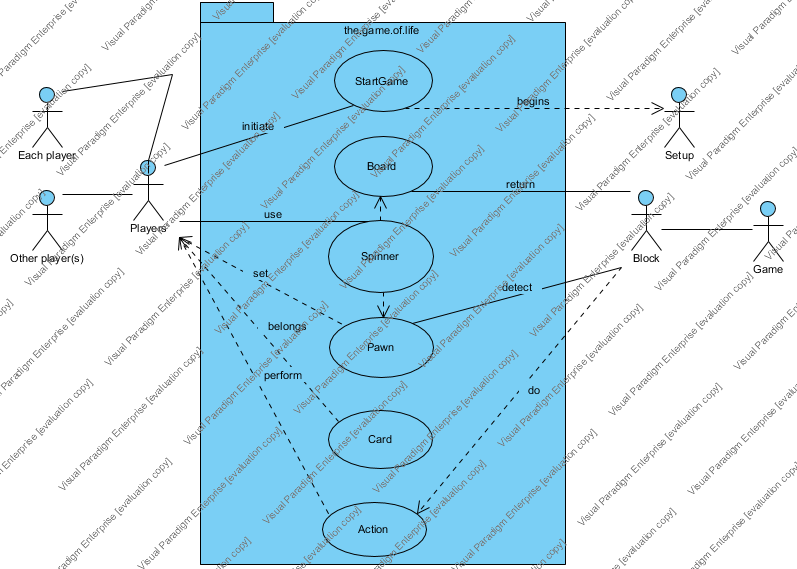 the.game.of.life
StartGame
begins
initiate
Each player
Setup
Board
return
use
Players
Other player(s)
Spinner
Block
Game
set
detect
belongs
Pawn
perform
do
Card
Action
Visual Paradigm Enterprise [evaluation copy]